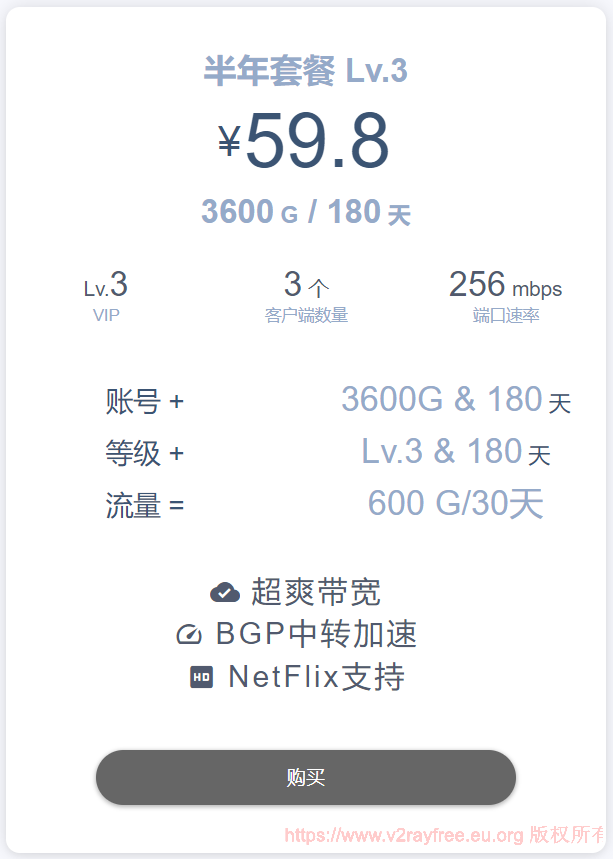 半年套餐 Lv.3
¥59.8
3600 G / 180 天
Lv.3 3 个 256 mbps
VIP 客户端数量 端口速率
账号 + 3600G & 180 天
等级 + Lv.3 & 180 天
流量 = 600 G/30天
超爽带宽
BGP中转加速
HD NetFlix支持
购买
https://www.v2rayfree.eu.org 版权所有